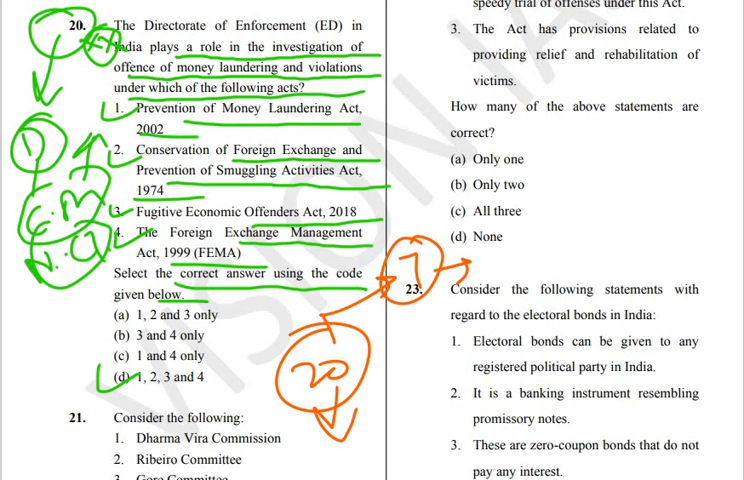 20. The Directorate of Enforcement (ED) in
India plays a role in the investigation of
offence of money laundering and violations
under which of the following acts?
1. Prevention of Money Laundering Act,
2002
2. Conservation of Foreign Exchange and
Prevention of Smuggling Activities Act,
1974
3. Fugitive Economic Offenders Act, 2018
4. The Foreign Exchange Management
Act, 1999 (FEMA)
Select the correct answer using the code
given below.
(a) 1, 2 and 3 only
(b) 3 and 4 only
(c) 1 and 4 only
(d) 1, 2, 3 and 4
21. Consider the following:
1. Dharma Vira Commission
2. Ribeiro Committee
speedy trial of offenses under this Act.
3. The Act has provisions related to
providing relief and rehabilitation of
victims.
How many of the above statements are
correct?
(a) Only one
(b) Only two
(c) All three
(d) None
23. Consider the following statements with
regard to the electoral bonds in India:
1. Electoral bonds can be given to any
registered political party in India.
2. It is a banking instrument resembling
promissory notes.
3. These are zero-coupon bonds that do not
pay any interest.
VISION IA
20
7